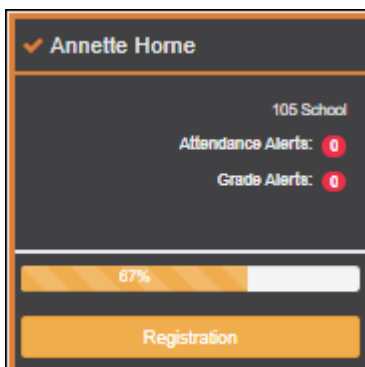 Annette Horne
105 School
Attendance Alerts: 0
Grade Alerts: 0
67%
Registration